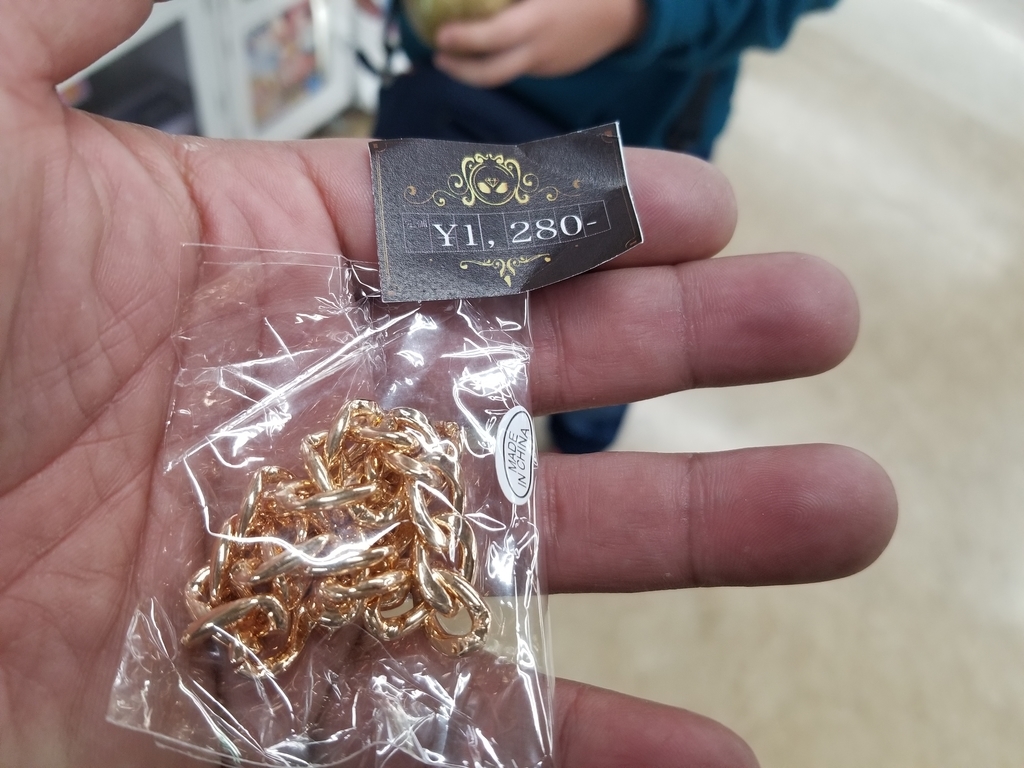 Y1, 280-
MADE
IN CHINA